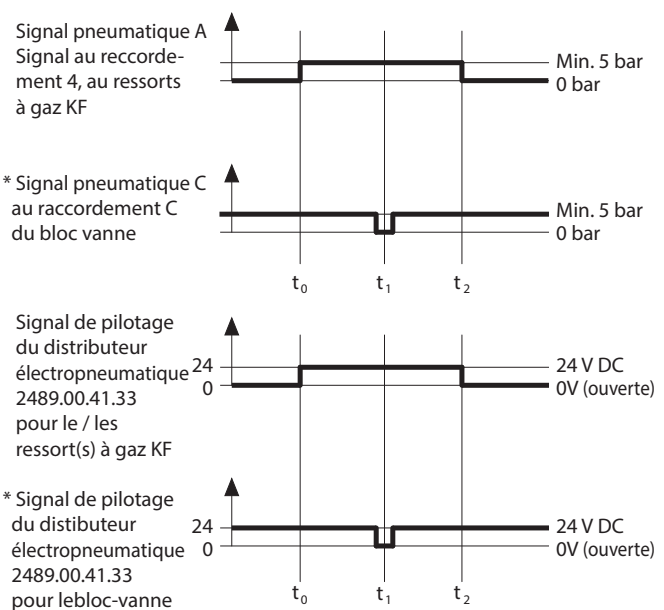 Signal pneumatique A
Signal au reccorde-
ment 4, au ressorts
à gaz KF
Min. 5 bar
0 bar
* Signal pneumatique C
au raccordement C
du bloc vanne
Min. 5 bar
0 bar
t0 t1 t2
Signal de pilotage
du distributeur
électropneumatique
2489.00.41.33
pour le / les
ressort(s) à gaz KF
24
0
24 V DC
0V (ouverte)
* Signal de pilotage
du distibuteur
électropneumatique
2489.00.41.33
pour lebloc-vanne
24
0
24 V DC
0V (ouverte)
t0 t1 t2